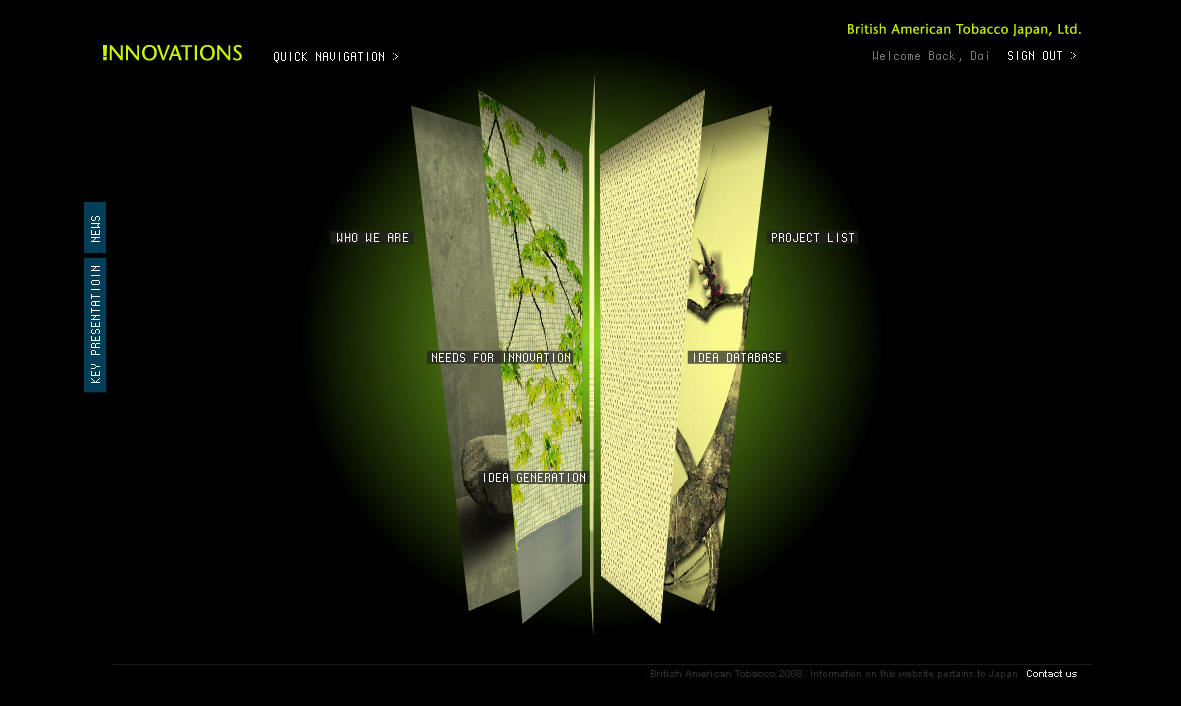 British American Tobacco Japan, Ltd.
!NNOVATIONS
QUICK NAVIGATION >
Welcome Back, Dai
SIGN OUT >
NEWS
KEY PRESENTATIOIN
WHO WE ARE
PROJECT LIST
NEEDS FOR INNOVATION
IDEA DATABASE
IDEA GENERATION
British American Tobacco 2008 : Information on this website pertains to Japan
Contact us